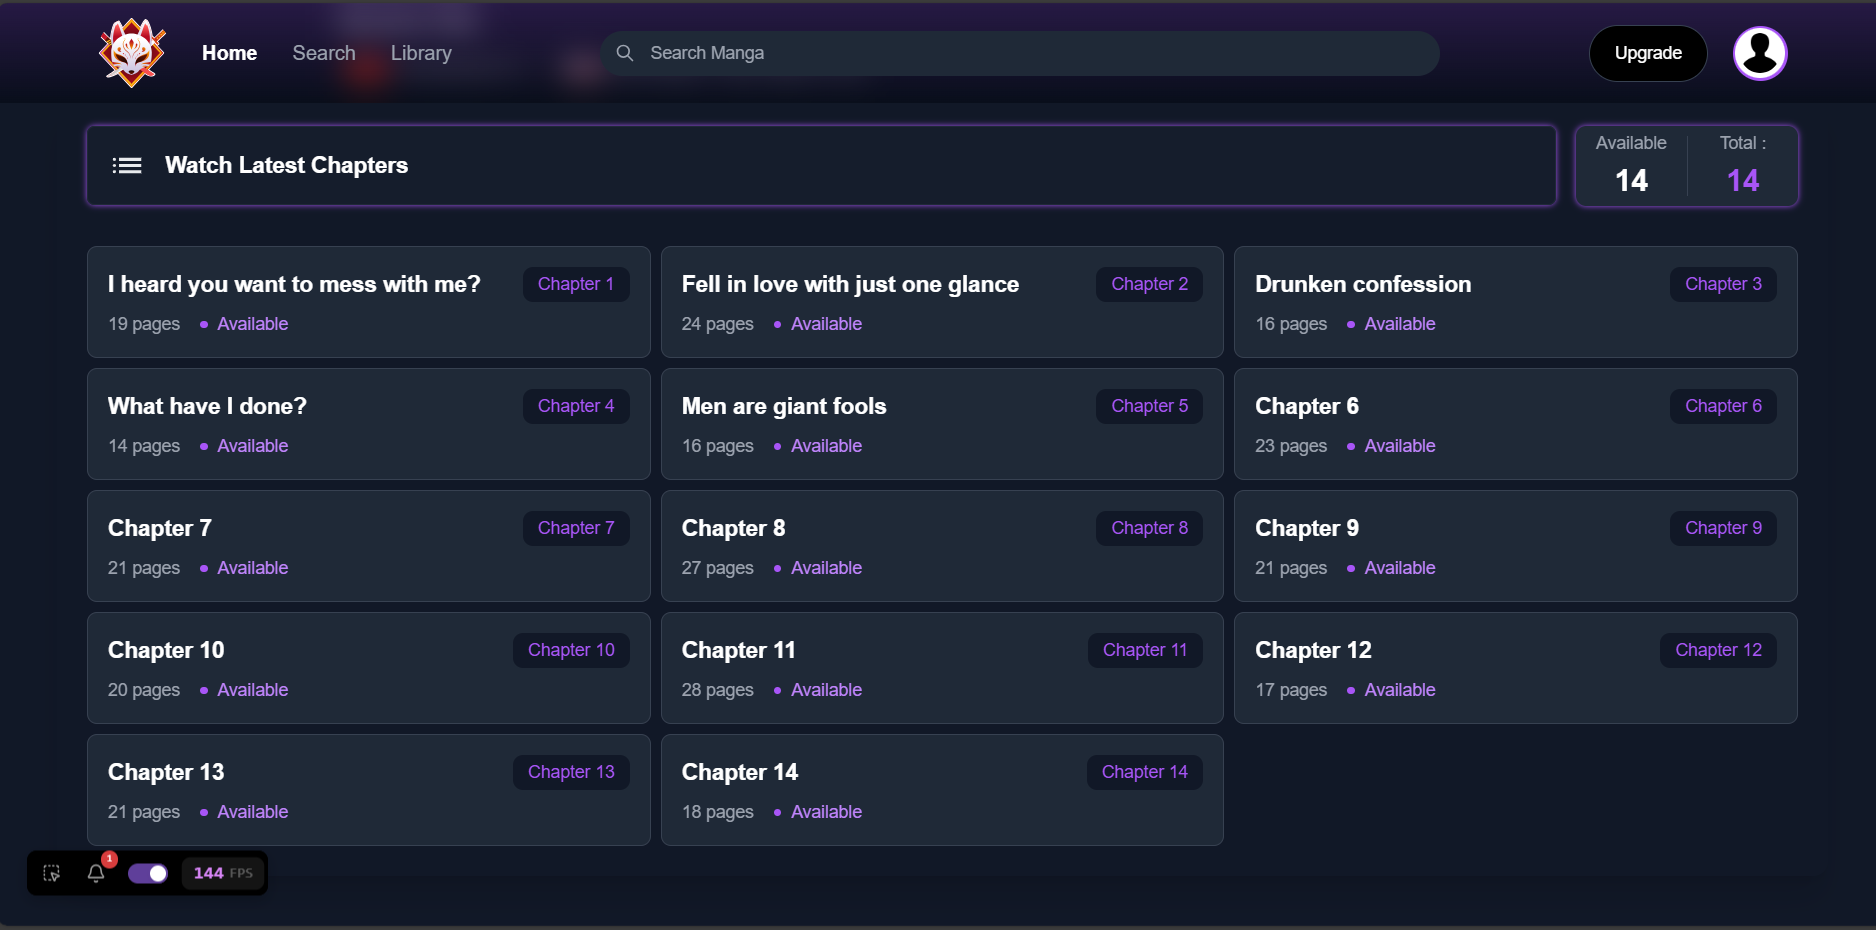 Home Search Library Search Manga Upgrade
Watch Latest Chapters
Available Total :
14 14
I heard you want to mess with me? Chapter 1
19 pages • Available
Fell in love with just one glance Chapter 2
24 pages • Available
Drunken confession Chapter 3
16 pages • Available
What have I done? Chapter 4
14 pages • Available
Men are giant fools Chapter 5
16 pages • Available
Chapter 6 Chapter 6
23 pages • Available
Chapter 7 Chapter 7
21 pages • Available
Chapter 8 Chapter 8
27 pages • Available
Chapter 9 Chapter 9
21 pages • Available
Chapter 10 Chapter 10
20 pages • Available
Chapter 11 Chapter 11
28 pages • Available
Chapter 12 Chapter 12
17 pages • Available
Chapter 13 Chapter 13
21 pages • Available
Chapter 14 Chapter 14
18 pages • Available
1
144 FPS